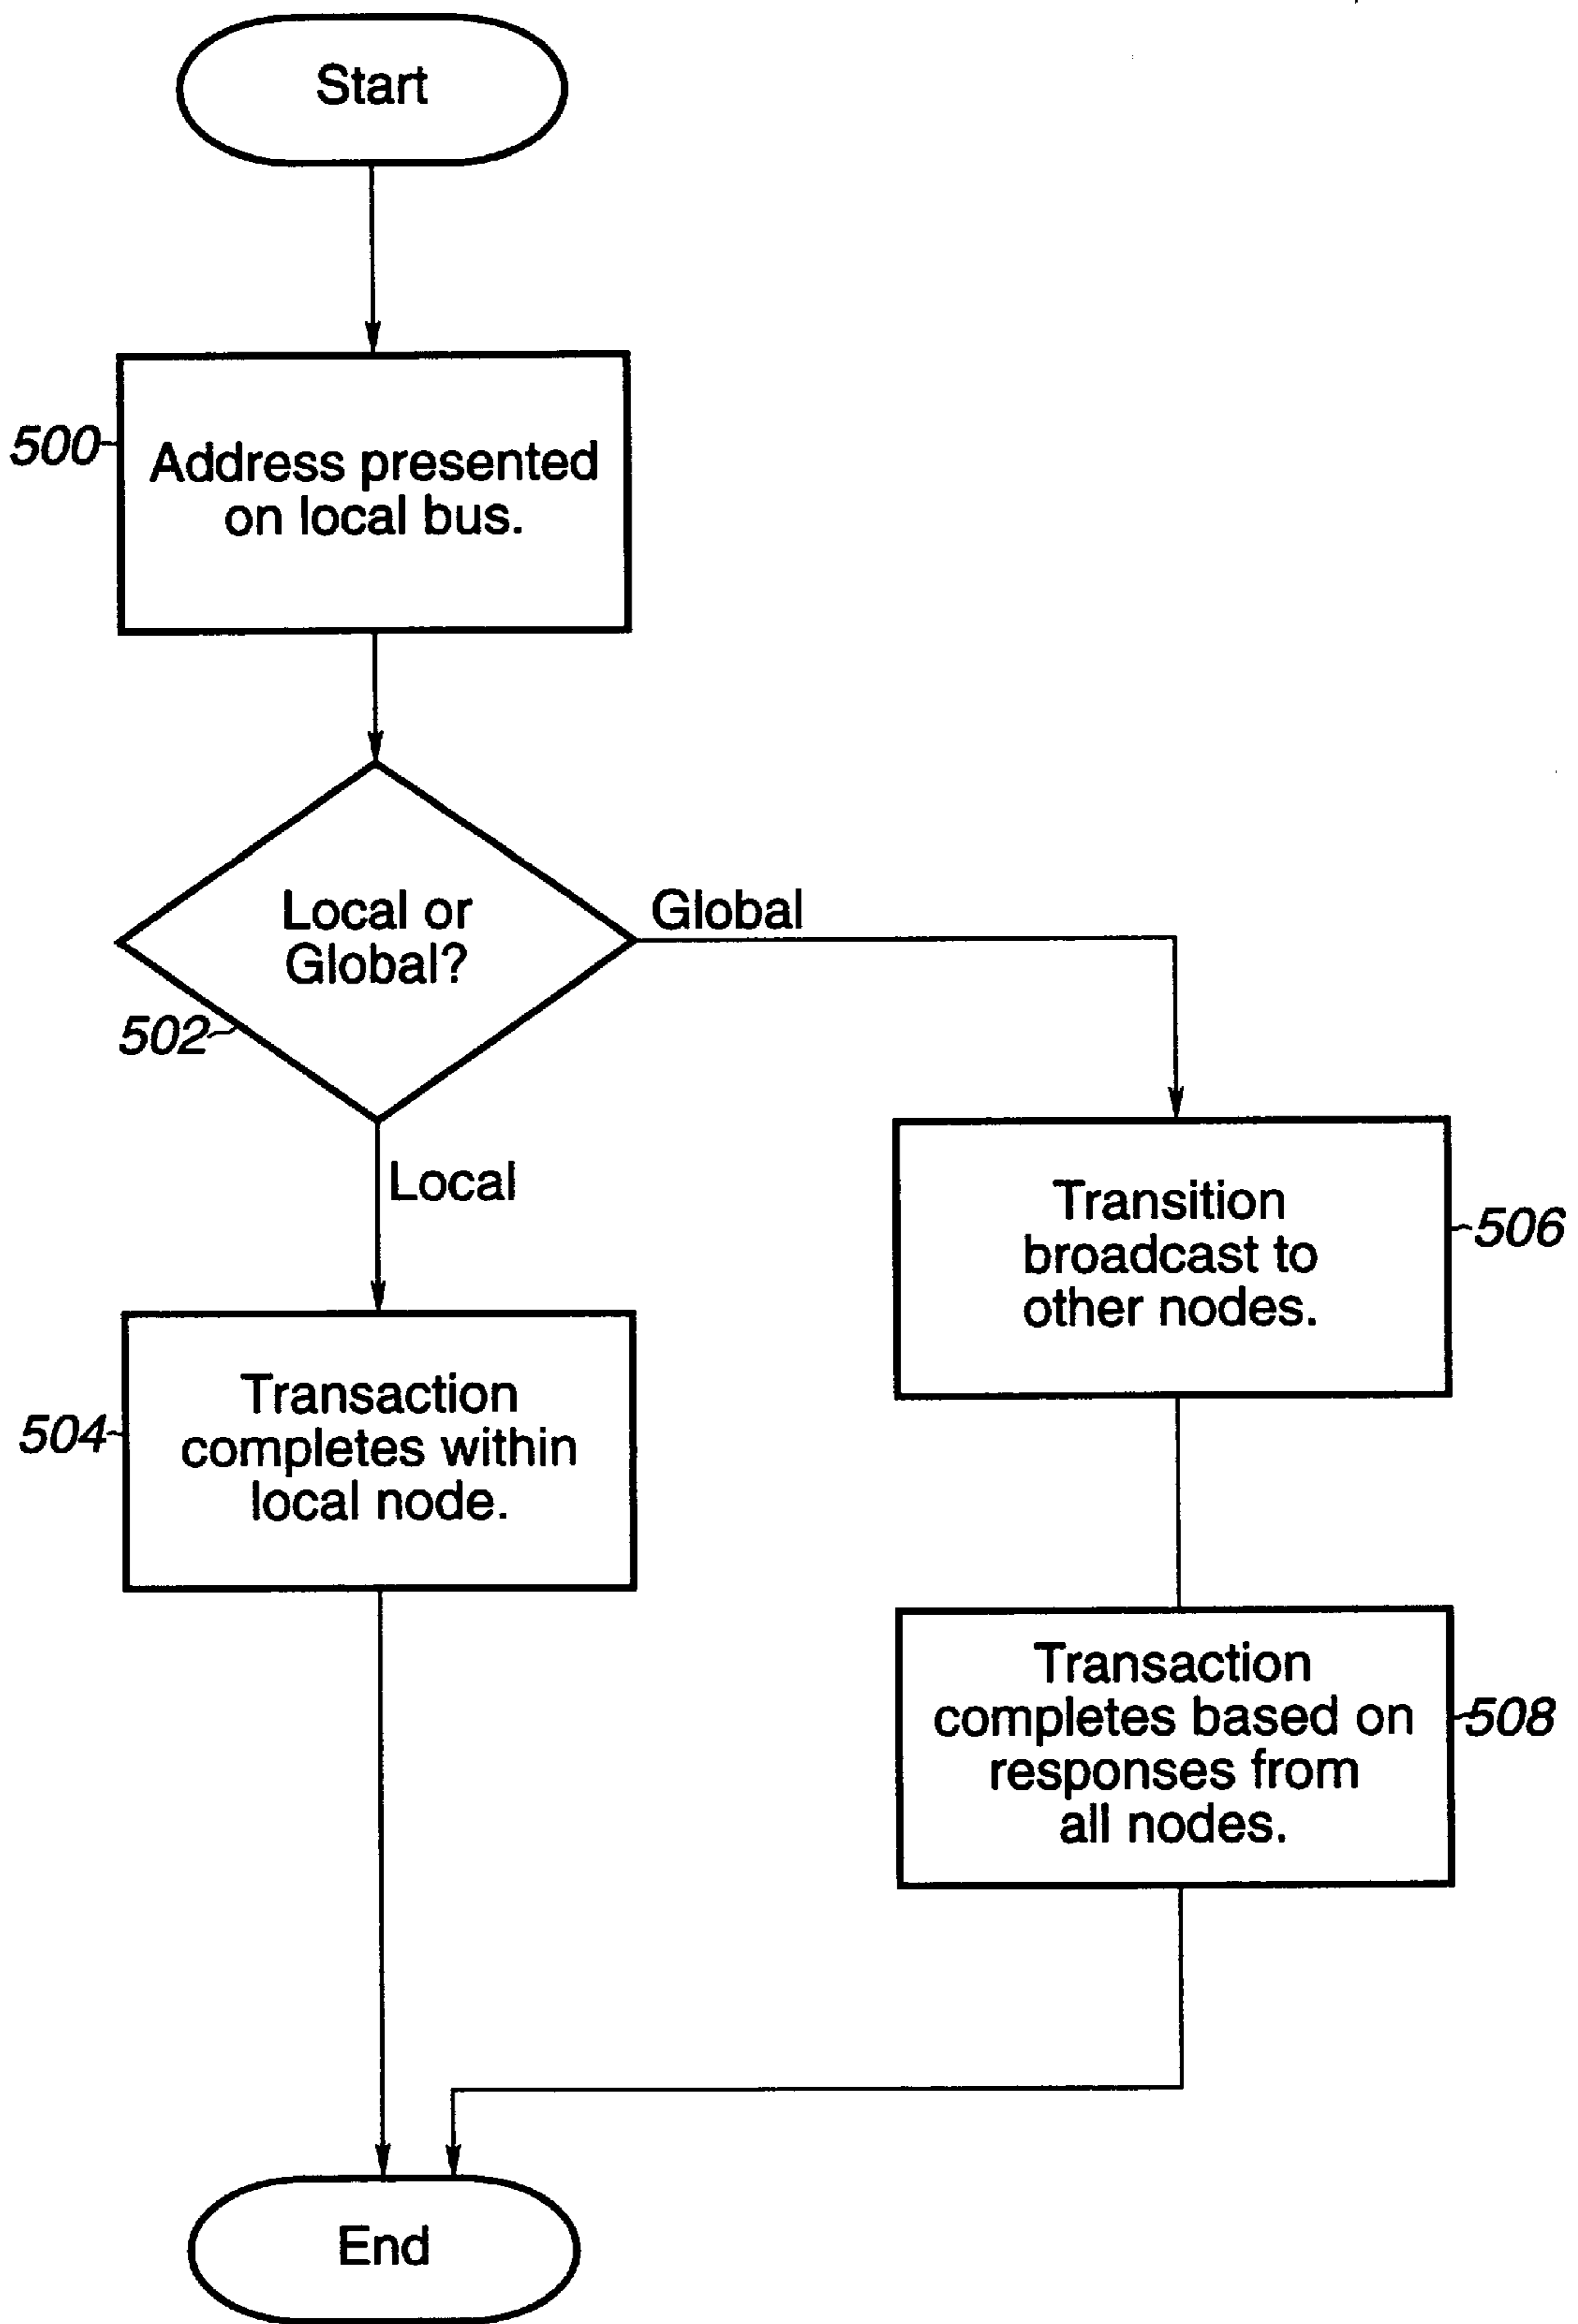 Start
500
Address presented
on local bus.
Local or
Global?
Global
502
Local
Transition
broadcast to
other nodes.
506
504
Transaction
completes within
local node.
Transaction
completes based on
responses from
all nodes.
508
End